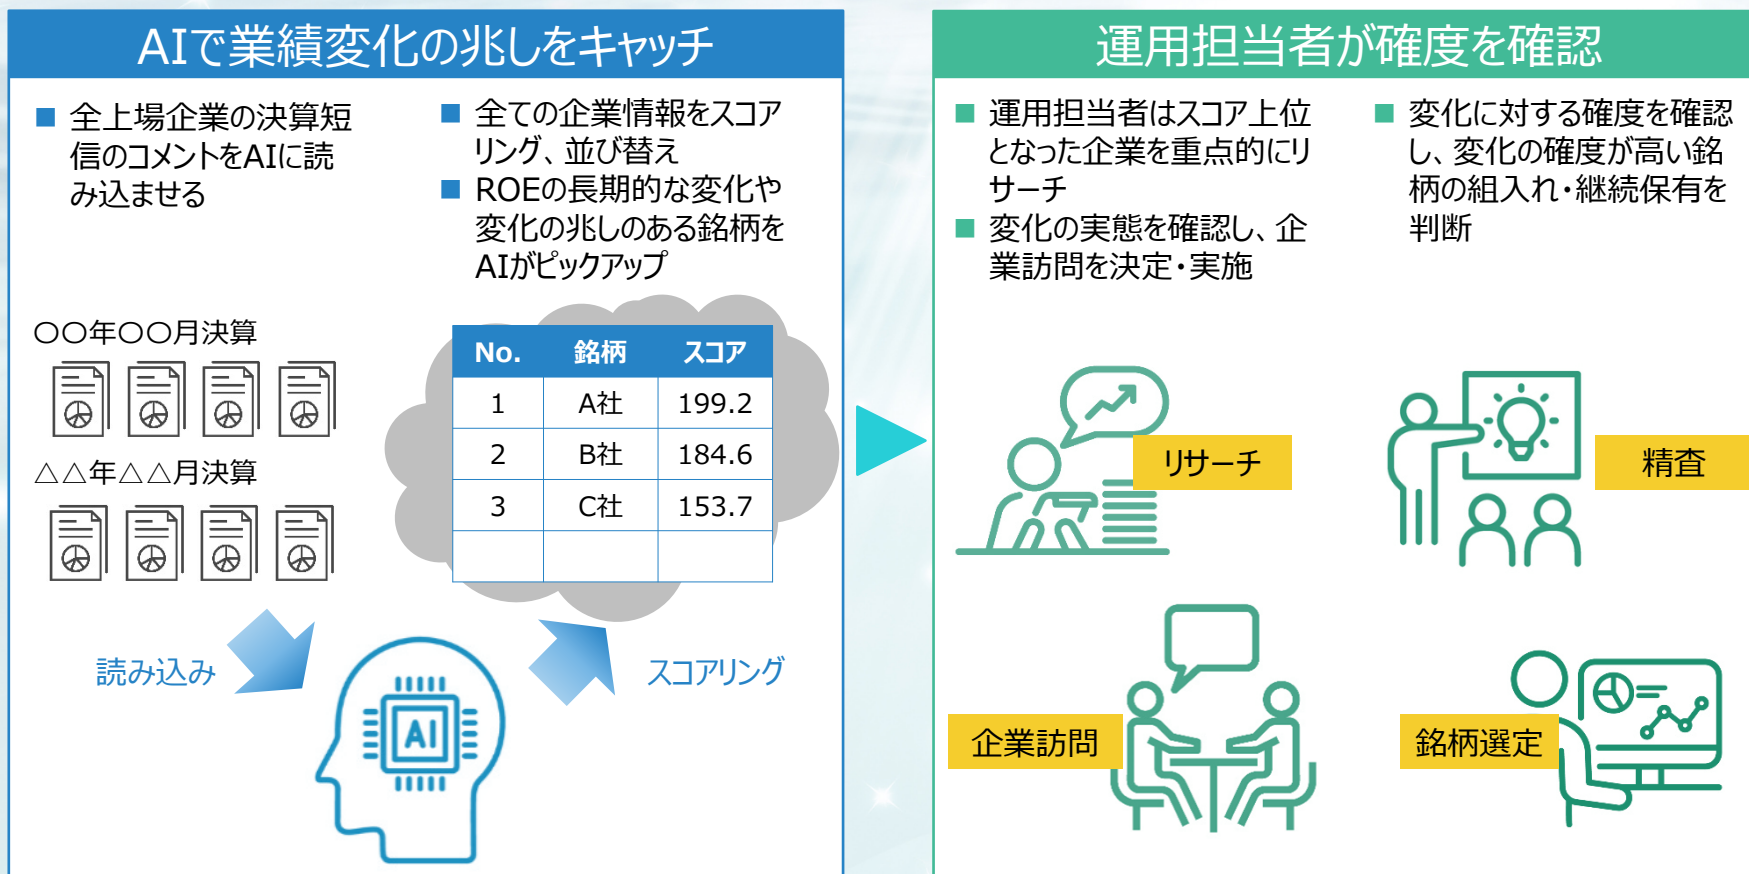 AIで業績変化の兆しをキャッチ
■ 全上場企業の決算短
信のコメントをAIに読
み込ませる
■ 全ての企業情報をスコア
リング、並び替え
■ ROEの長期的な変化や
変化の兆しのある銘柄を
AIがピックアップ
〇〇年〇〇月決算
△△年△△月決算
No. 銘柄 スコア
1 A社 199.2
2 B社 184.6
3 C社 153.7
読み込み
スコアリング
AI
運用担当者が確度を確認
■ 運用担当者はスコア上位
となった企業を重点的にリ
サーチ
■ 変化の実態を確認し、企
業訪問を決定・実施
■ 変化に対する確度を確認
し、変化の確度が高い銘
柄の組入れ・継続保有を
判断
リサーチ
精査
企業訪問
銘柄選定